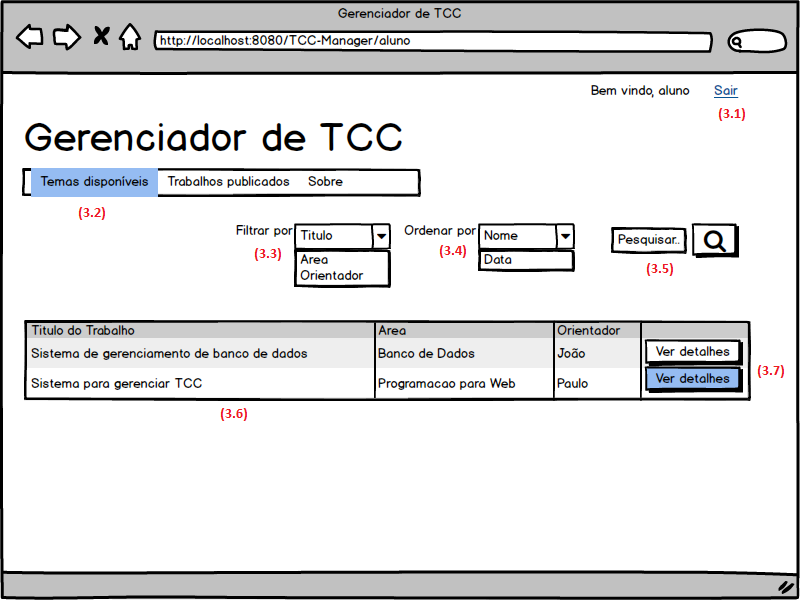 Gerenciador de TCC
http://localhost:8080/TCC-Manager/aluno
Bem vindo, aluno Sair
(3.1)
Gerenciador de TCC
Temas disponíveis Trabalhos publicados Sobre
(3.2)
Filtrar por Titulo Ordenar por Nome Pesquisar..
(3.3) Area (3.4) Data (3.5)
Orientador
Titulo do Trabalho Area Orientador
Sistema de gerenciamento de banco de dados Banco de Dados João Ver detalhes
(3.7)
Sistema para gerenciar TCC Programacao para Web Paulo Ver detalhes
(3.6)